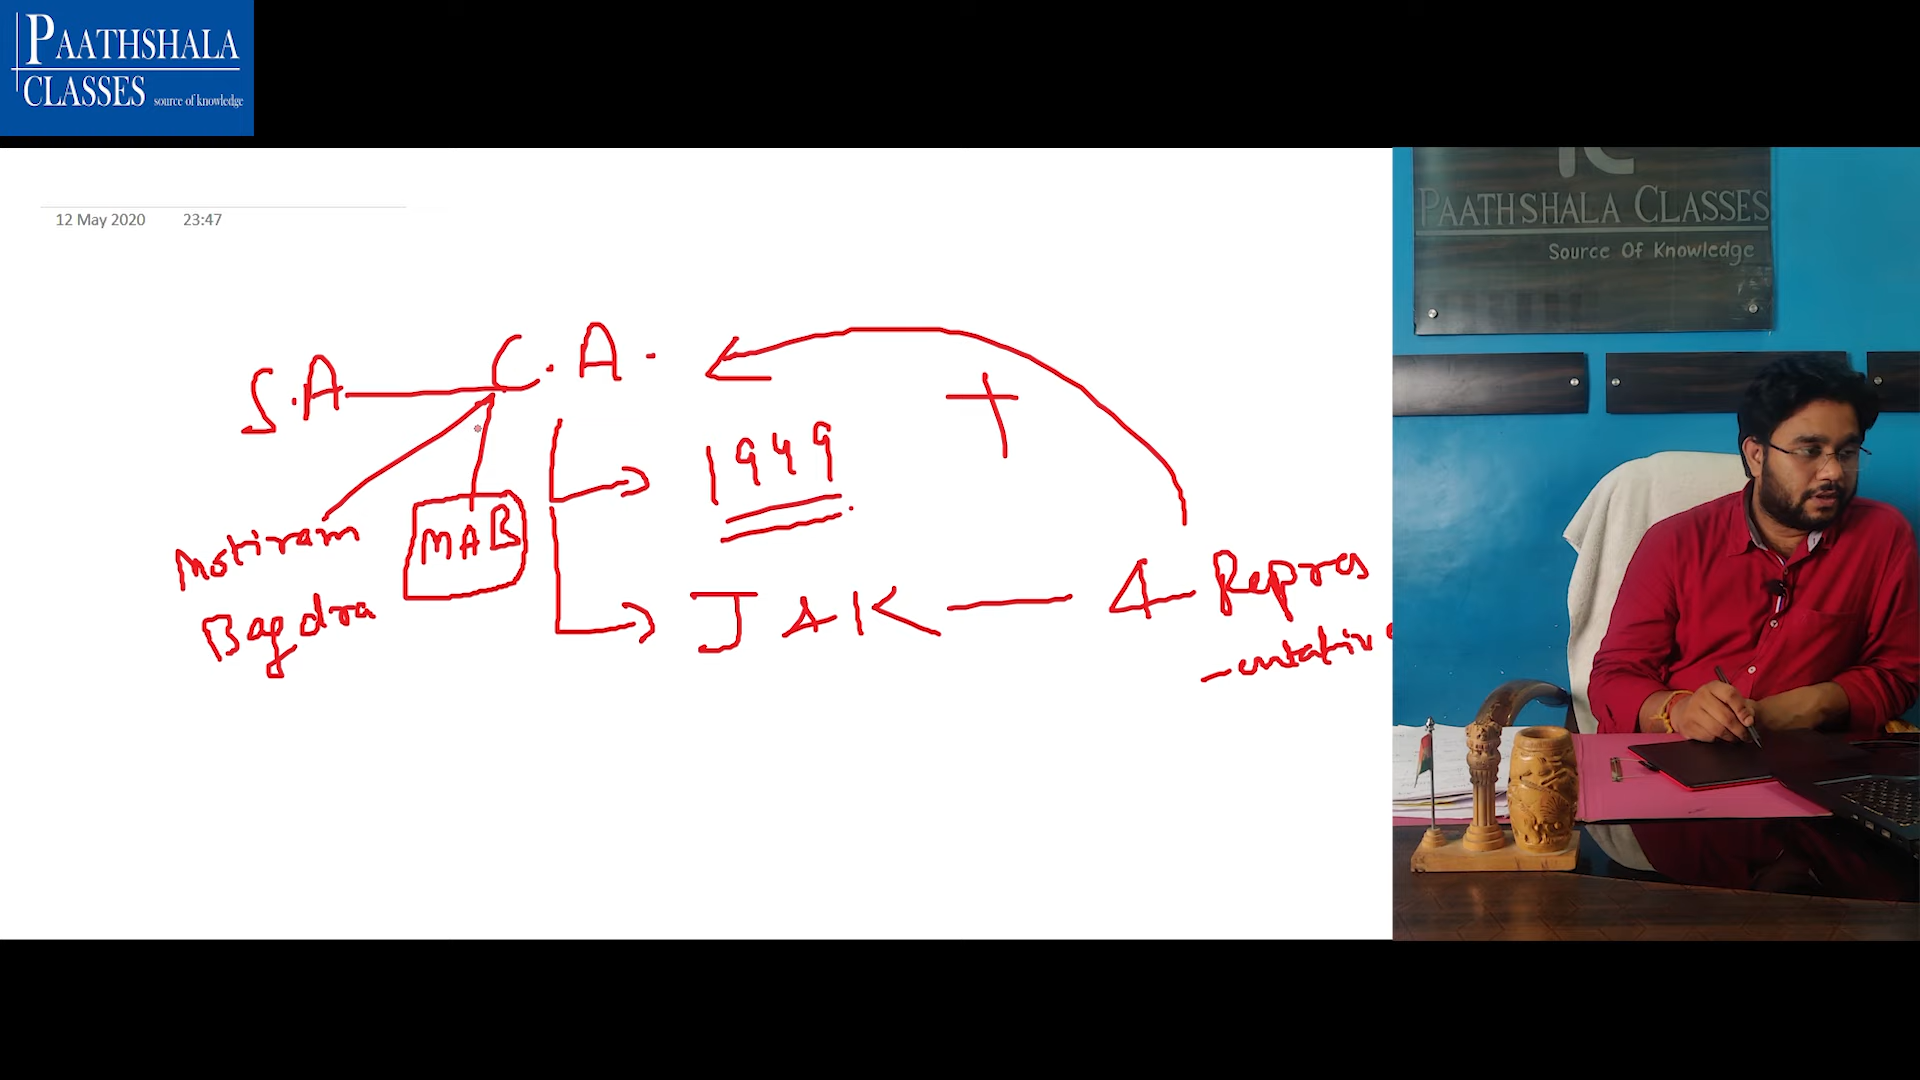 PAATHSHALA
CLASSES source of knowledge
12 May 2020 23:47
PAATHSHALA CLASSES
Source Of Knowledge
S.A C.A.
1949
Motiram
Bagdra
MAB
J&K 4 Repres
-entative